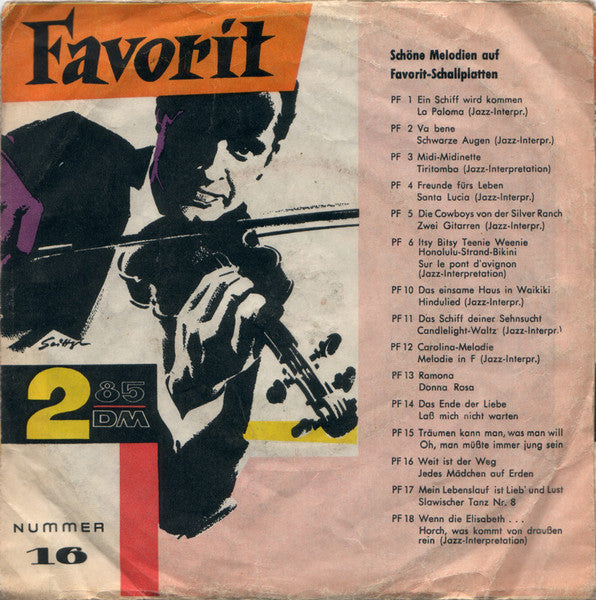 Favorit
Schöne Melodien auf
Favorit-Schallplatten
PF 1 Ein Schiff wird kommen
La Paloma (Jazz-Interpr.)
PF 2 Va bene
Schwarze Augen (Jazz-Interpr.)
PF 3 Midi-Midinette
Tiritomba (Jazz-Interpretation)
PF 4 Freunde fürs Leben
Santa Lucia (Jazz-Interpr.)
PF 5 Die Cowboys von der Silver Ranch
Zwei Gitarren (Jazz-Interpr.)
PF 6 Itsy Bitsy Teenie Weenie
Honolulu-Strand-Bikini
Sur le pont d'avignon
(Jazz-Interpretation)
PF 10 Das einsame Haus in Waikiki
Hindulied (Jazz-Interpr.)
PF 11 Das Schiff deiner Sehnsucht
Candlelight-Waltz (Jazz-Interpr.)
PF 12 Carolina-Melodie
Melodie in F (Jazz-Interpr.)
PF 13 Ramona
Donna Rosa
PF 14 Das Ende der Liebe
Laß mich nicht warten
PF 15 Träumen kann man, was man will
Oh, man müßte immer jung sein
PF 16 Weit ist der Weg
Jedes Mädchen auf Erden
PF 17 Mein Lebenslauf ist Lieb' und Lust
Slawischer Tanz Nr. 8
PF 18 Wenn die Elisabeth . . .
Horch, was kommt von draußen
rein (Jazz-Interpretation)
2 85
DM
NUMMER
16